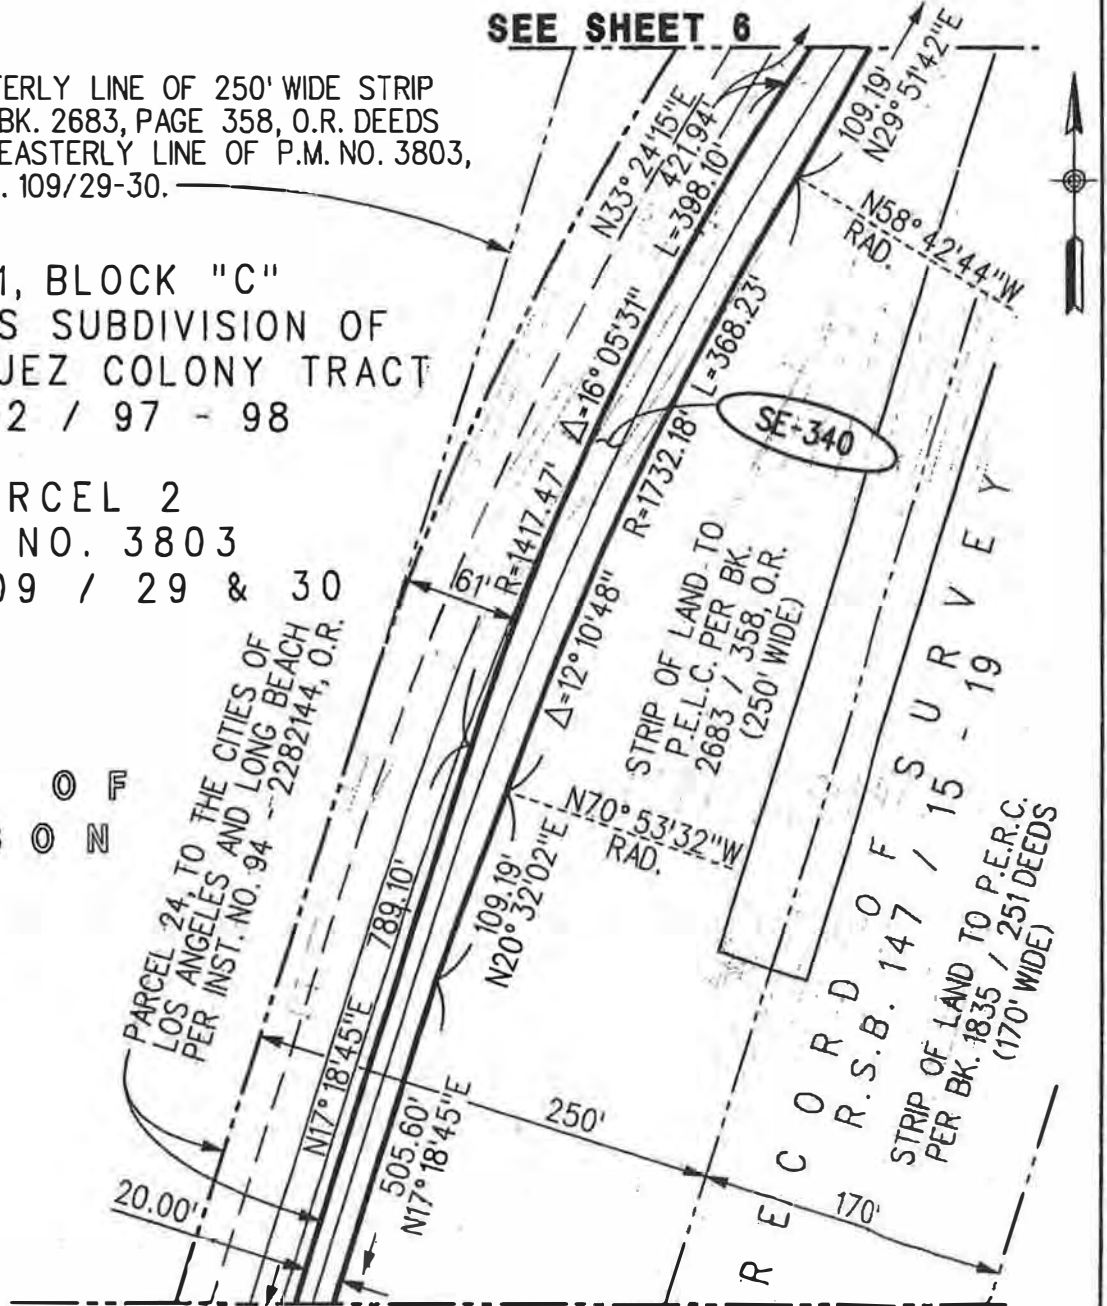 SEE SHEET 6
TERLY LINE OF 250' WIDE STRIP
BK. 2683, PAGE 358, O.R. DEEDS
EASTERLY LINE OF P.M. NO. 3803,
. 109/29-30.
1, BLOCK "C"
S SUBDIVISION OF
UEZ COLONY TRACT
02 / 97 - 98
RCEL 2
NO. 3803
09 / 29 & 30
O F
S O N
N33° 24'15"E
421.94'
L=398.10'
Δ=16° 05'31"
R=1417.47'
61'
109.19'
N29° 51'42"E
N58° 42'44"W
RAD.
L=368.23'
R=1732.18'
Δ=12° 10'48"
SE-340
STRIP OF LAND TO
P.E.L.C. PER BK.
2683 / 358, O.R.
(250' WIDE)
N70° 53'32"W
RAD.
109.19'
N20° 32'02"E
789.10'
N17° 18'45"E
PARCEL 24, TO THE CITIES OF
LOS ANGELES AND LONG BEACH
PER INST. NO. 94 - 2282144, O.R.
505.60'
N17° 18'45"E
20.00'
250'
170'
RECORD OF SURVEY
R.S.B. 147 / 15 - 19
STRIP OF LAND TO P.E.R.C.
PER BK. 1835 / 251 DEEDS
(170' WIDE)